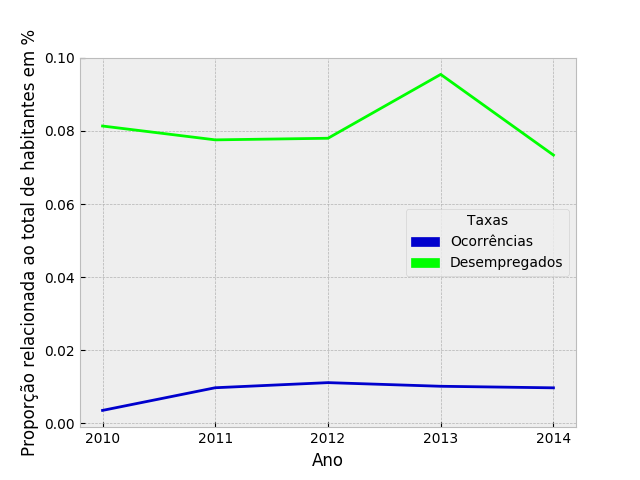 Proporção relacionada ao total de habitantes em %
0.10
0.08
0.06
0.04
0.02
0.00
Taxas
Ocorrências
Desempregados
2010 2011 2012 2013 2014
Ano